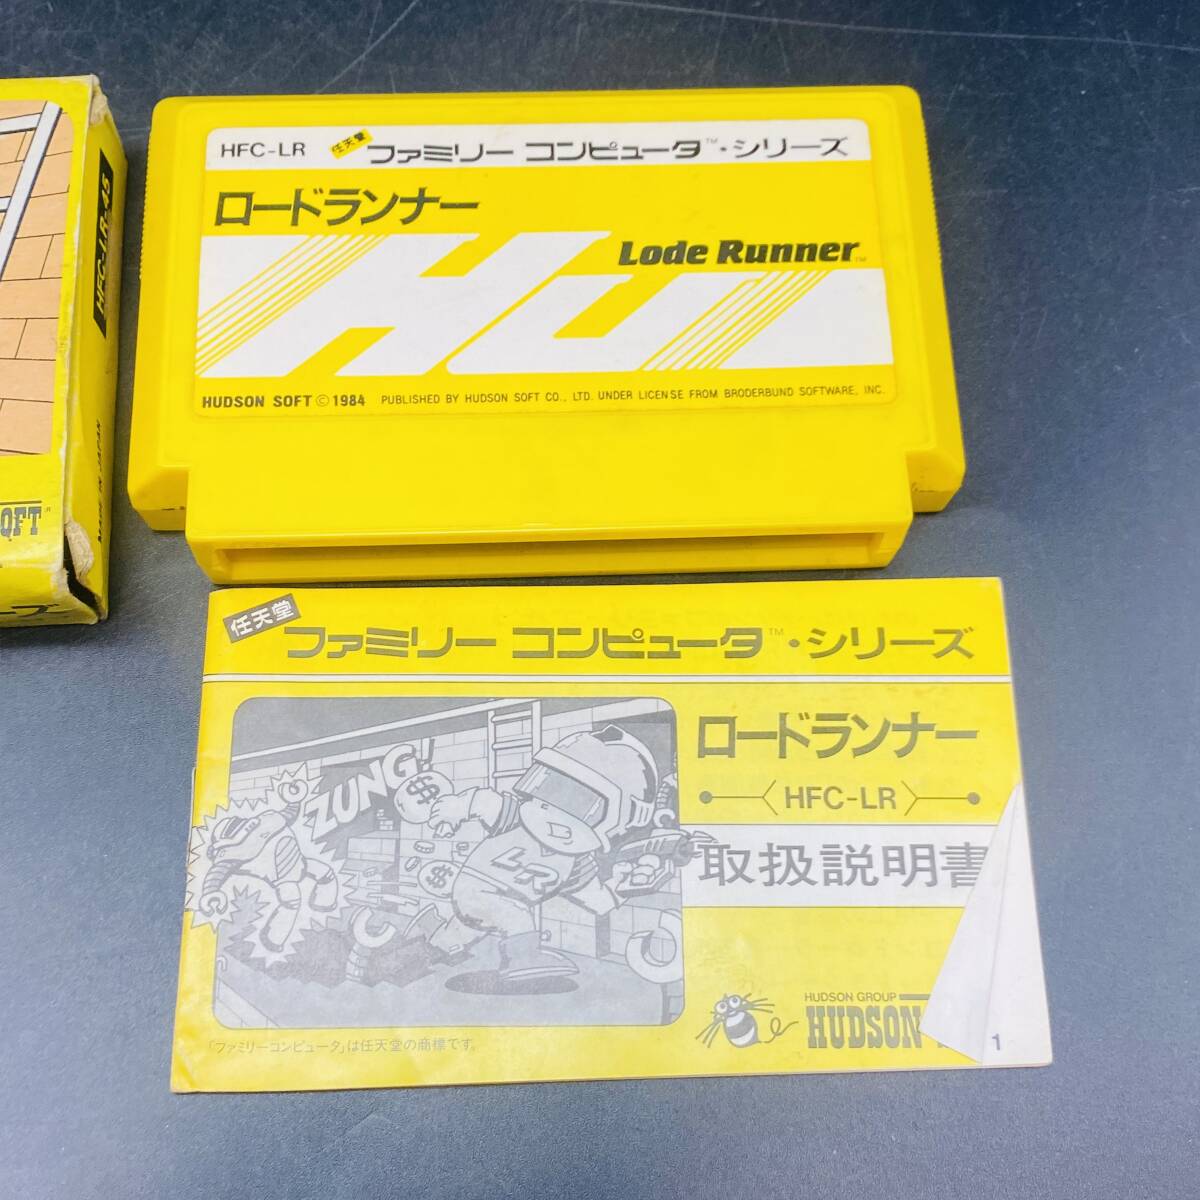 HFC-LR-45
MADE IN JAPAN
HFC-LR 任天堂 ファミリー コンピュータ™・シリーズ
ロードランナー
Lode Runner™
HU
HUDSON SOFT © 1984 PUBLISHED BY HUDSON SOFT CO., LTD. UNDER LICENSE FROM BRODERBUND SOFTWARE, INC.
任天堂
ファミリー コンピュータ™・シリーズ
ロードランナー
HFC-LR
取扱説明書
ZUNG!
$
$
LR
HUDSON GROUP
HUDSON
「ファミリーコンピュータ」は任天堂の商標です。
1